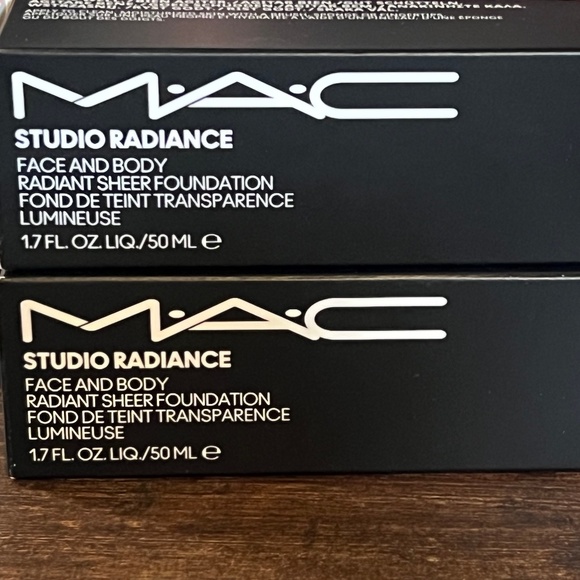 M·A·C
STUDIO RADIANCE
FACE AND BODY
RADIANT SHEER FOUNDATION
FOND DE TEINT TRANSPARENCE
LUMINEUSE
1.7 FL. OZ. LIQ./50 ML ℮
M·A·C
STUDIO RADIANCE
FACE AND BODY
RADIANT SHEER FOUNDATION
FOND DE TEINT TRANSPARENCE
LUMINEUSE
1.7 FL. OZ. LIQ./50 ML ℮